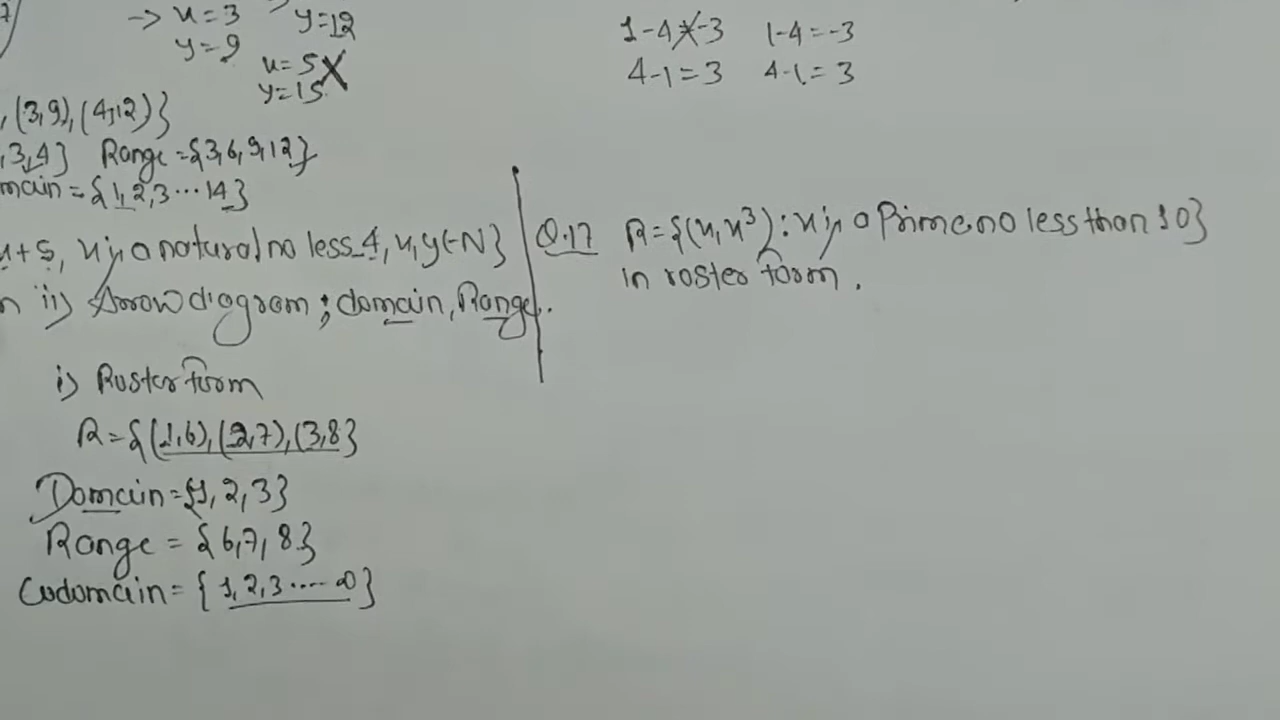 -> x=3 y=12
y=9
x=5
y=15
1-4≠-3 1-4=-3
4-1=3 4-1=3
, (3,9), (4,12)}
,3,4} Range={3,6,9,12}
main={1,2,3...14}
x+5, x is a natural no less 4, x,y∈N}
n ii) Arrow diagram ; domain, Range.
i) Roster form
R={(1,6), (2,7), (3,8}
Domain={1,2,3}
Range = {6,7,8}
Codomain={1,2,3....∞}
Q.17 R={(x,x³): x is a Prime no less than 10}
in roster form.